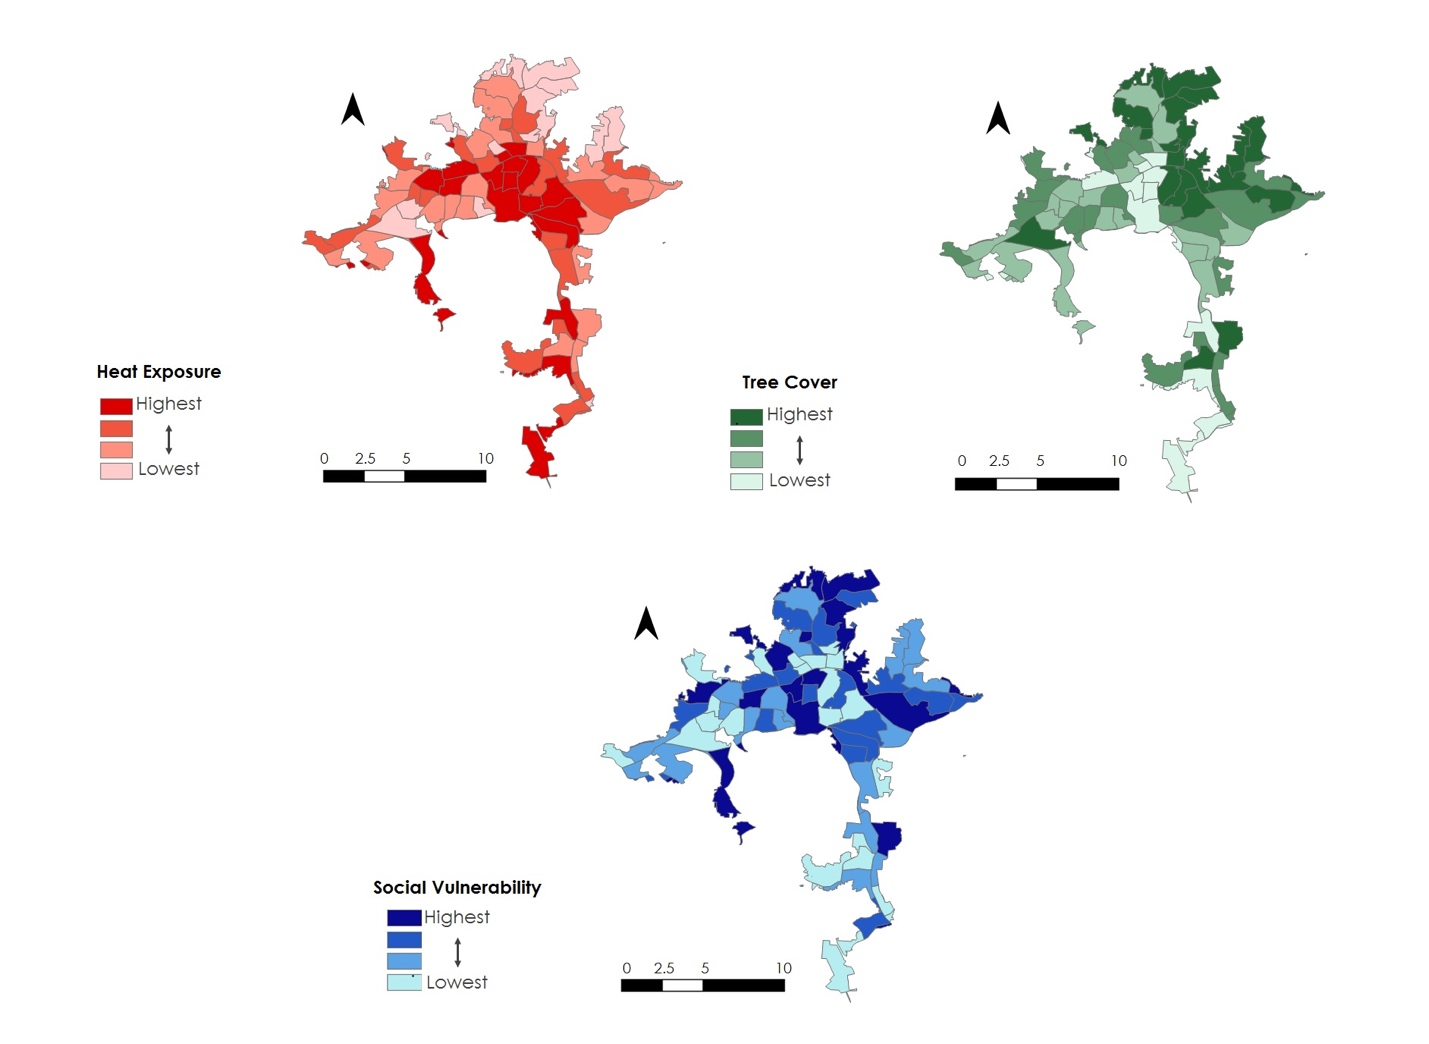 Heat Exposure
Highest
Lowest
0 2.5 5 10
Tree Cover
Highest
Lowest
0 2.5 5 10
Social Vulnerability
Highest
Lowest
0 2.5 5 10